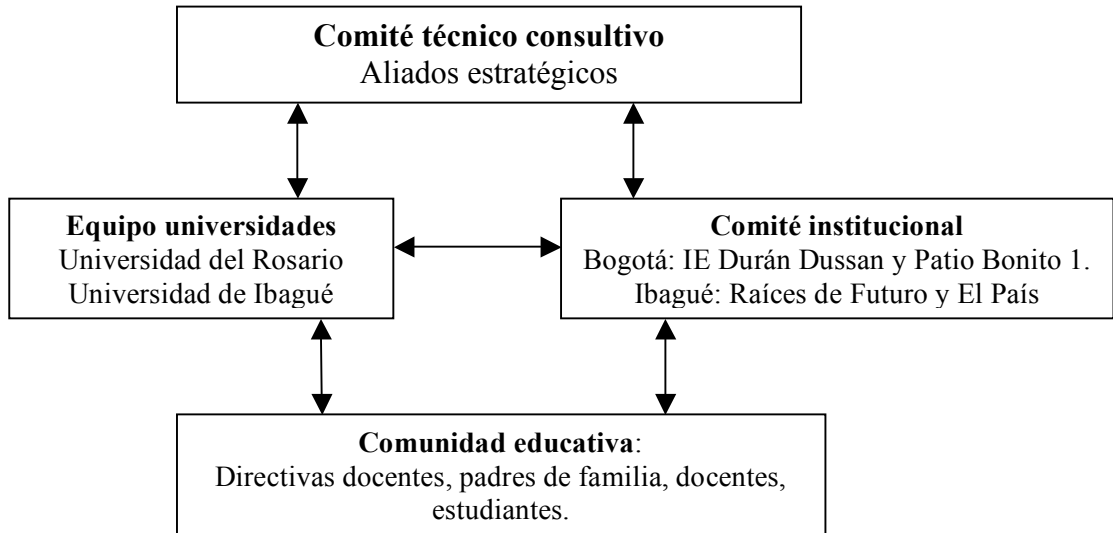 Comité técnico consultivo
Aliados estratégicos
Equipo universidades
Universidad del Rosario
Universidad de Ibagué
Comité institucional
Bogotá: IE Durán Dussan y Patio Bonito 1.
Ibagué: Raíces de Futuro y El País
Comunidad educativa:
Directivas docentes, padres de familia, docentes,
estudiantes.